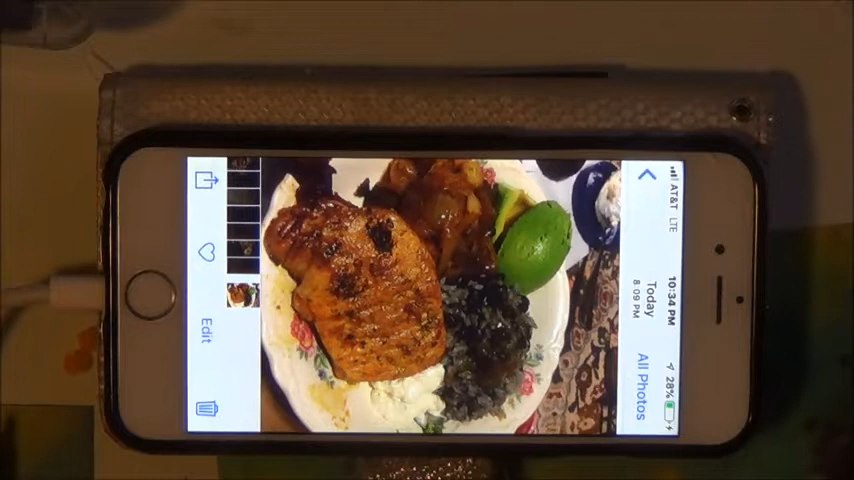 AT&T LTE 10:34 PM 28%
Today
8:09 PM
All Photos
Edit